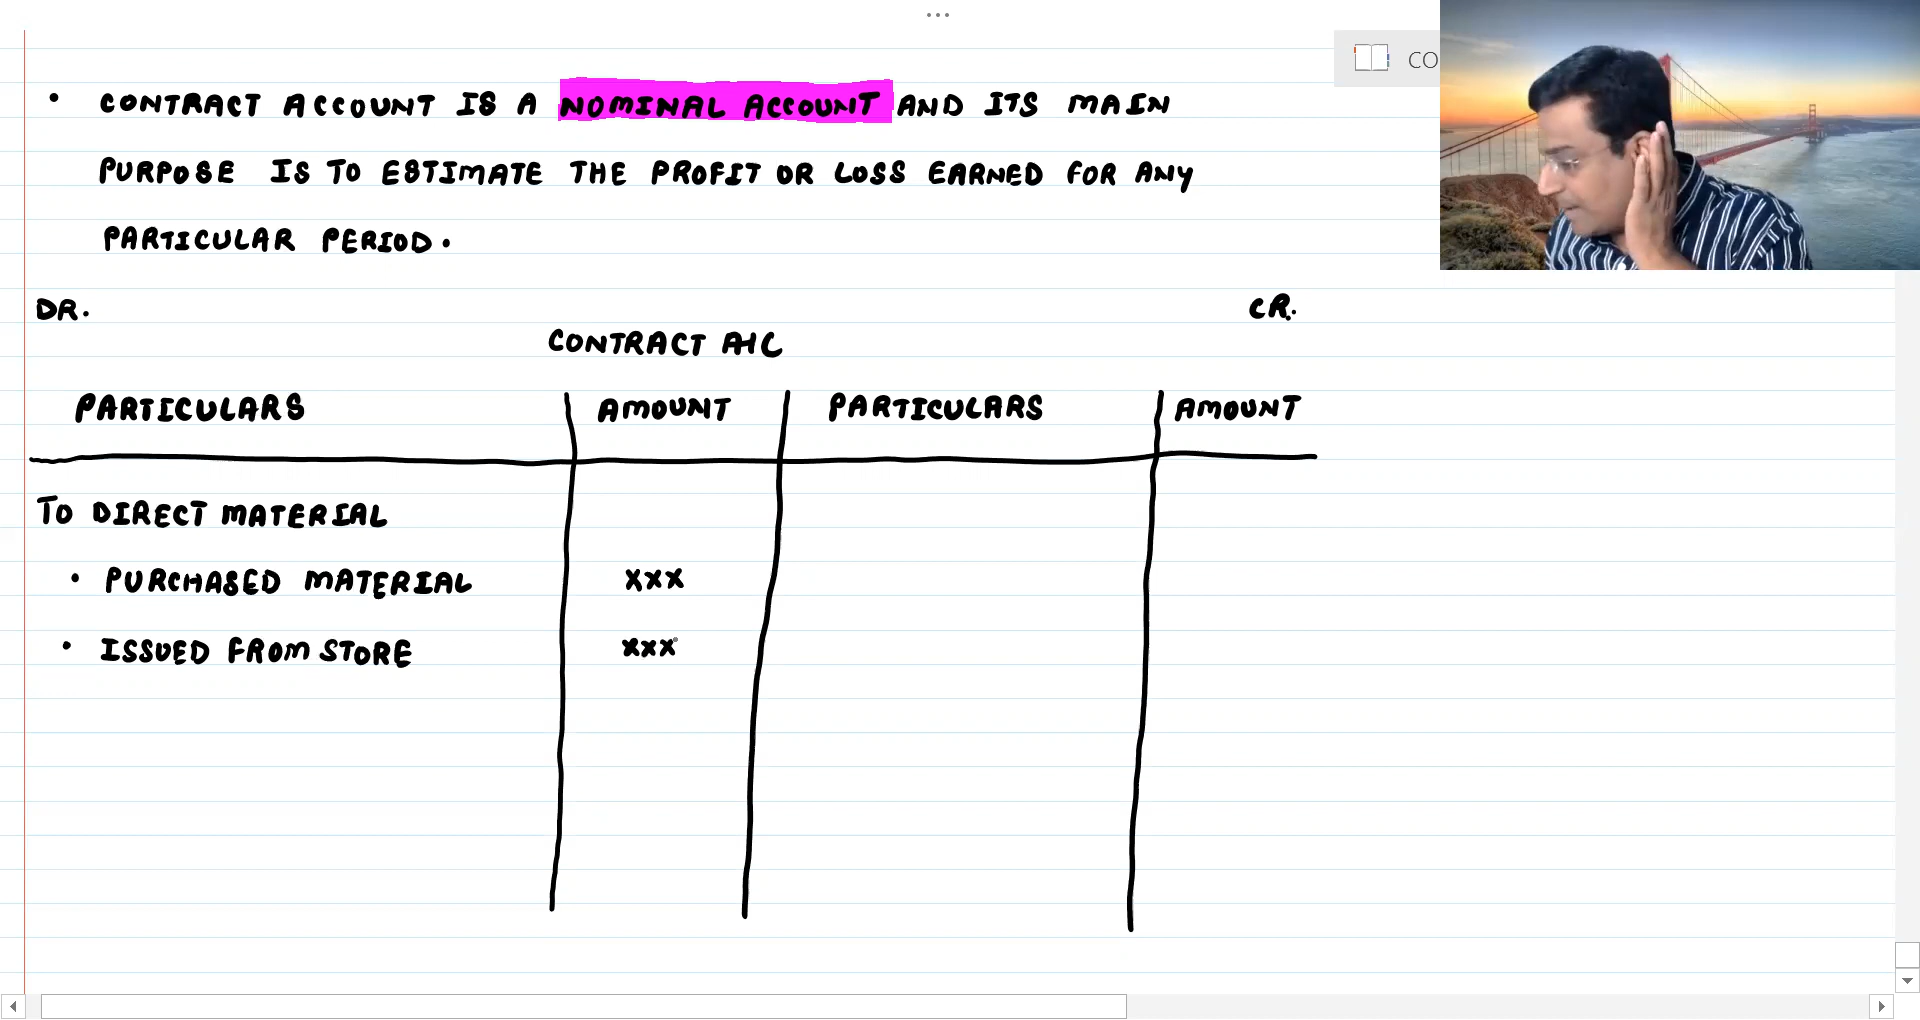 CO
• CONTRACT ACCOUNT IS A NOMINAL ACCOUNT AND ITS MAIN
PURPOSE IS TO ESTIMATE THE PROFIT OR LOSS EARNED FOR ANY
PARTICULAR PERIOD.
DR. CR.
CONTRACT A/C
PARTICULARS AMOUNT PARTICULARS AMOUNT
TO DIRECT MATERIAL
• PURCHASED MATERIAL XXX
• ISSUED FROM STORE XXX